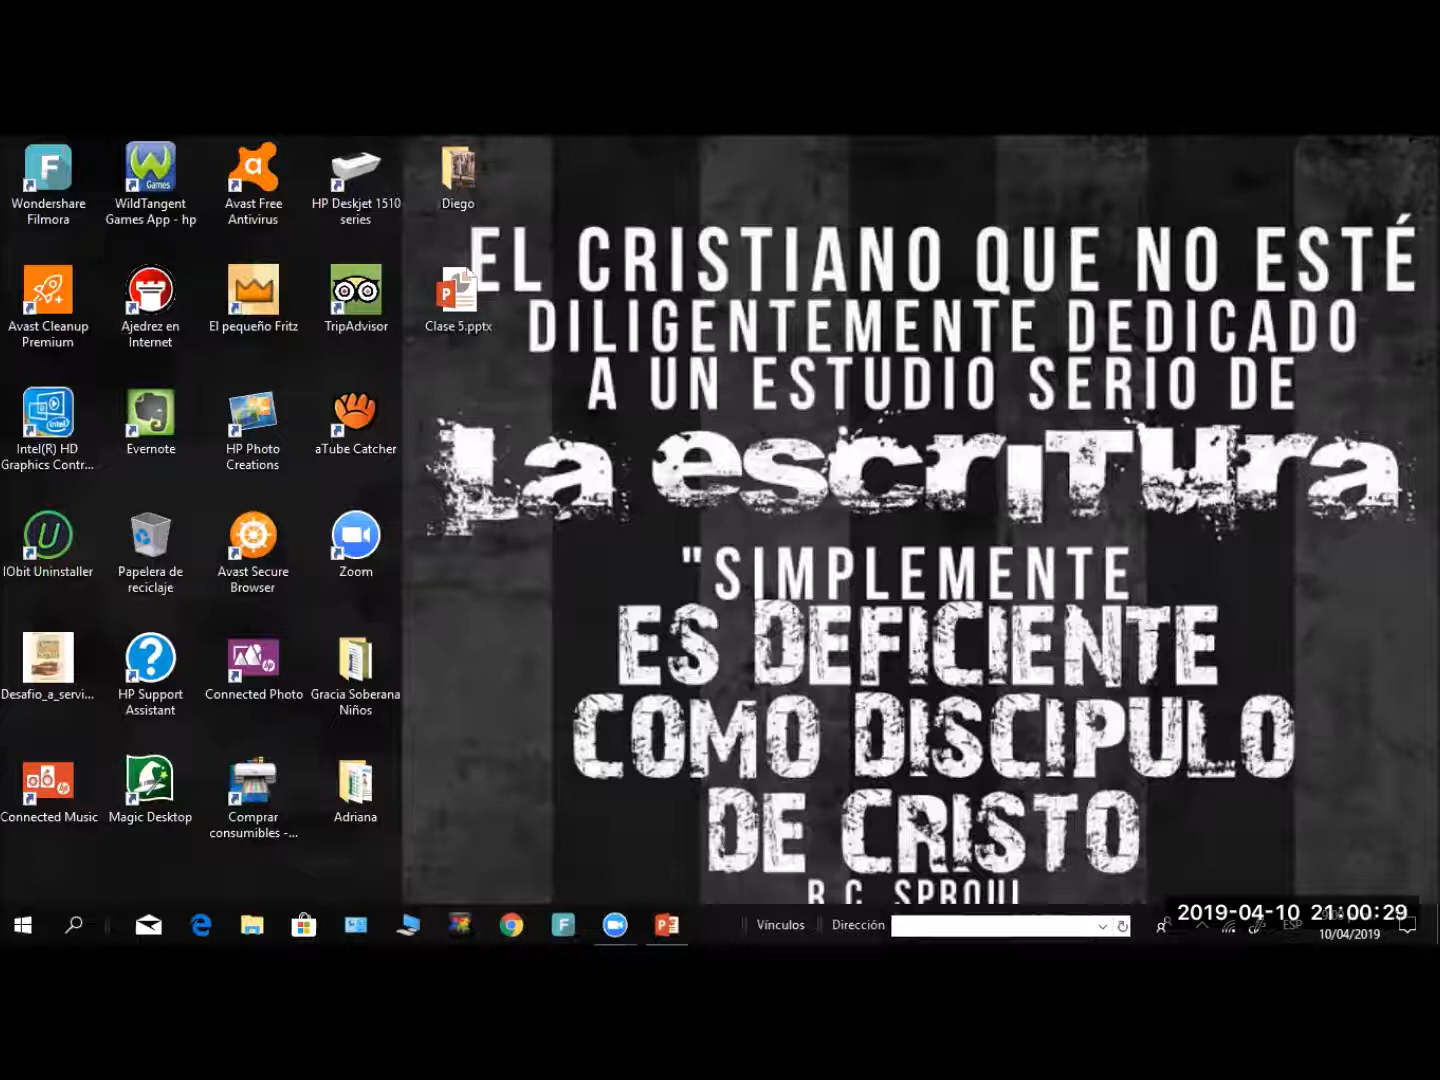 Wondershare
Filmora
WildTangent
Games App - hp
Avast Free
Antivirus
HP Deskjet 1510
series
Diego
Avast Cleanup
Premium
Ajedrez en
Internet
El pequeño Fritz
TripAdvisor
Clase 5.pptx
Intel(R) HD
Graphics Contr...
Evernote
HP Photo
Creations
aTube Catcher
IObit Uninstaller
Papelera de
reciclaje
Avast Secure
Browser
Zoom
Desafio_a_servi...
HP Support
Assistant
Connected Photo
Gracia Soberana
Niños
Connected Music
Magic Desktop
Comprar
consumibles -...
Adriana
EL CRISTIANO QUE NO ESTÉ
DILIGENTEMENTE DEDICADO
A UN ESTUDIO SERIO DE
La escritura
"SIMPLEMENTE
ES DEFICIENTE
COMO DISCIPULO
DE CRISTO
R.C. SPROUL
Vínculos
Dirección
ESP
2019-04-10 21:00:29
10/04/2019